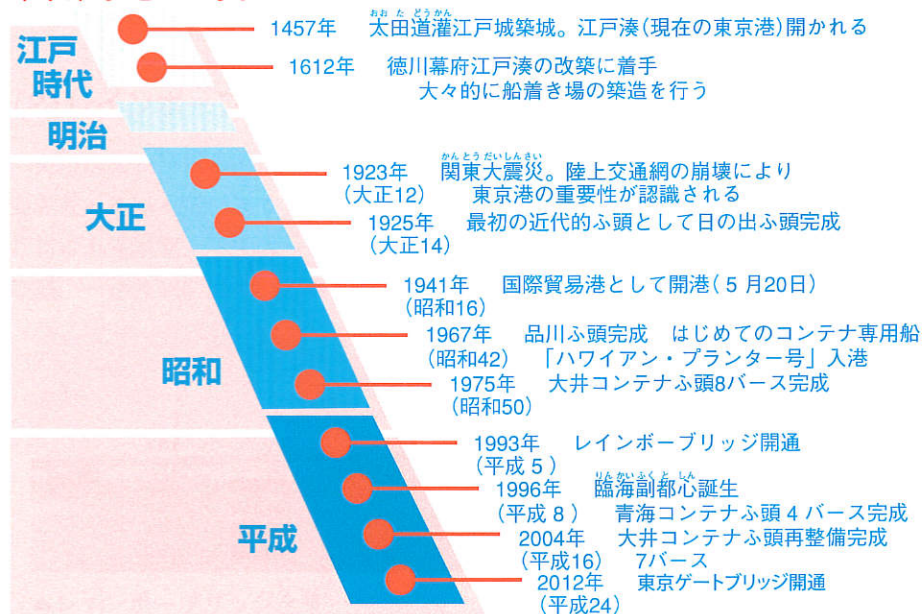 1457年 太田道灌江戸城築城。江戸湊(現在の東京港)開かれる
江戸時代
1612年 徳川幕府江戸湊の改築に着手
大々的に船着き場の築造を行う
明治
1923年 関東大震災。陸上交通網の崩壊により
(大正12) 東京港の重要性が認識される
大正
1925年 最初の近代的ふ頭として日の出ふ頭完成
(大正14)
1941年 国際貿易港として開港(5月20日)
(昭和16)
1967年 品川ふ頭完成 はじめてのコンテナ専用船
(昭和42) 「ハワイアン・プランター号」入港
昭和
1975年 大井コンテナふ頭8バース完成
(昭和50)
1993年 レインボーブリッジ開通
(平成5)
1996年 臨海副都心誕生
(平成8) 青海コンテナふ頭4バース完成
平成
2004年 大井コンテナふ頭再整備完成
(平成16) 7バース
2012年 東京ゲートブリッジ開通
(平成24)